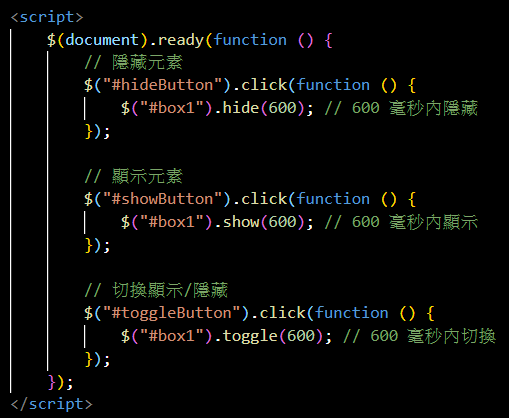 <script>
$(document).ready(function () {
// 隱藏元素
$("#hideButton").click(function () {
$("#box1").hide(600); // 600 毫秒內隱藏
});
// 顯示元素
$("#showButton").click(function () {
$("#box1").show(600); // 600 毫秒內顯示
});
// 切換顯示/隱藏
$("#toggleButton").click(function () {
$("#box1").toggle(600); // 600 毫秒內切換
});
});
</script>